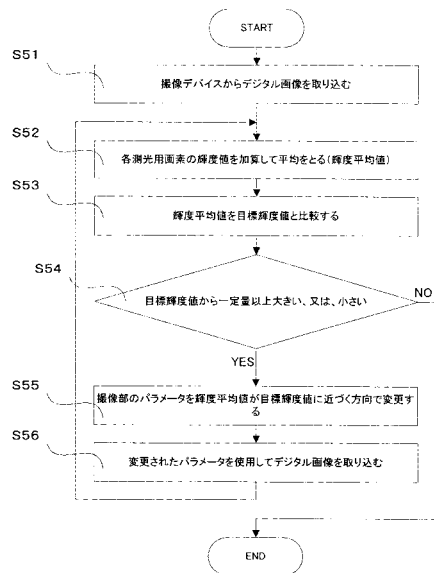 START
S51
撮像デバイスからデジタル画像を取り込む
S52
各測光用画素の輝度値を加算して平均をとる(輝度平均値)
S53
輝度平均値を目標輝度値と比較する
S54
目標輝度値から一定量以上大きい、又は、小さい
NO
YES
S55
撮像部のパラメータを輝度平均値が目標輝度値に近づく方向で変更す
る
S56
変更されたパラメータを使用してデジタル画像を取り込む
END